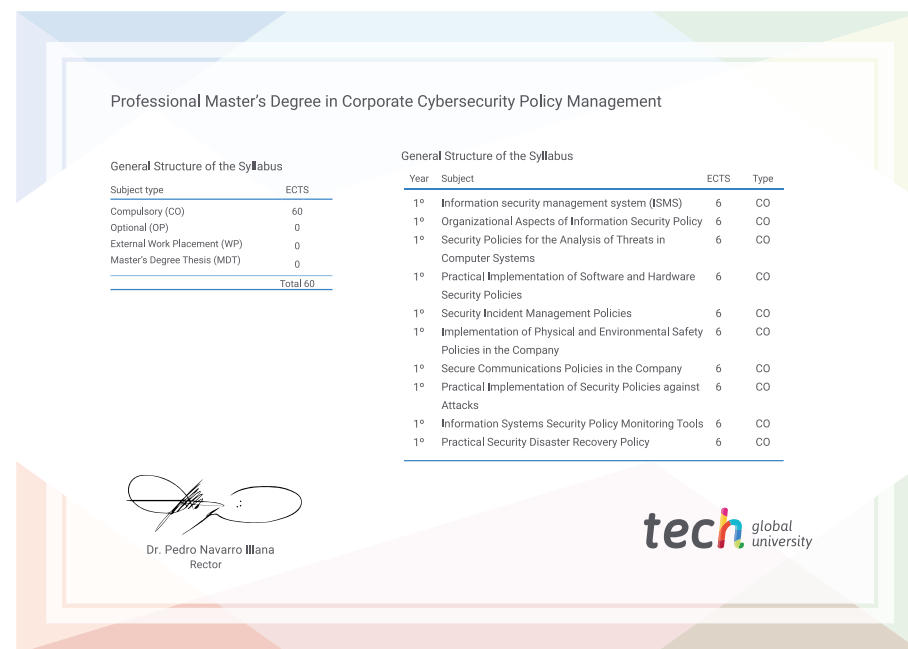 Professional Master's Degree in Corporate Cybersecurity Policy Management
General Structure of the Syllabus
Subject type ECTS
Compulsory (CO) 60
Optional (OP) 0
External Work Placement (WP) 0
Master's Degree Thesis (MDT) 0
Total 60
General Structure of the Syllabus
Year Subject ECTS Type
1º Information security management system (ISMS) 6 CO
1º Organizational Aspects of Information Security Policy 6 CO
1º Security Policies for the Analysis of Threats in 6 CO
Computer Systems
1º Practical Implementation of Software and Hardware 6 CO
Security Policies
1º Security Incident Management Policies 6 CO
1º Implementation of Physical and Environmental Safety 6 CO
Policies in the Company
1º Secure Communications Policies in the Company 6 CO
1º Practical Implementation of Security Policies against 6 CO
Attacks
1º Information Systems Security Policy Monitoring Tools 6 CO
1º Practical Security Disaster Recovery Policy 6 CO
Dr. Pedro Navarro Illana
Rector
tech global
university